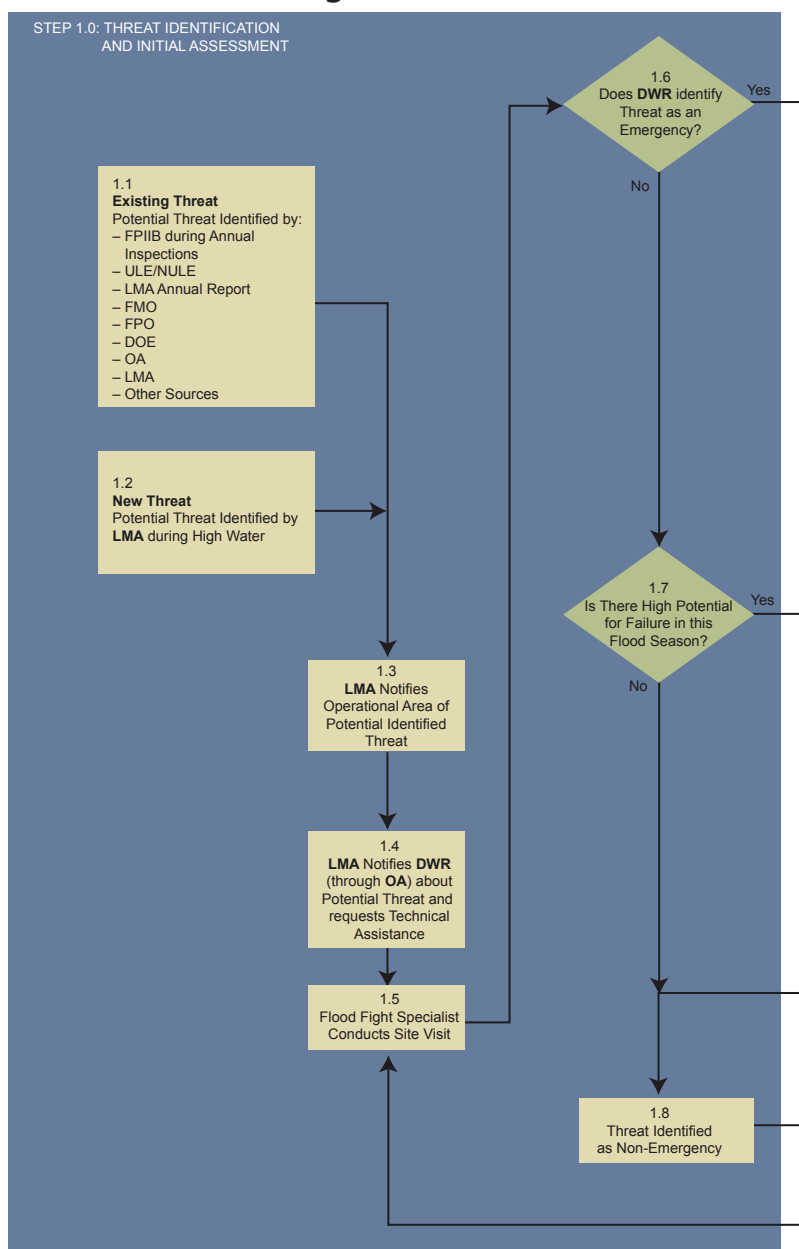 STEP 1.0: THREAT IDENTIFICATION
AND INITIAL ASSESSMENT
1.1
Existing Threat
Potential Threat Identified by:
– FPIIB during Annual
Inspections
– ULE/NULE
– LMA Annual Report
– FMO
– FPO
– DOE
– OA
– LMA
– Other Sources
1.2
New Threat
Potential Threat Identified by
LMA during High Water
1.3
LMA Notifies
Operational Area of
Potential Identified
Threat
1.4
LMA Notifies DWR
(through OA) about
Potential Threat and
requests Technical
Assistance
1.5
Flood Fight Specialist
Conducts Site Visit
1.6
Does DWR identify
Threat as an
Emergency?
Yes
No
1.7
Is There High Potential
for Failure in this
Flood Season?
Yes
No
1.8
Threat Identified
as Non-Emergency